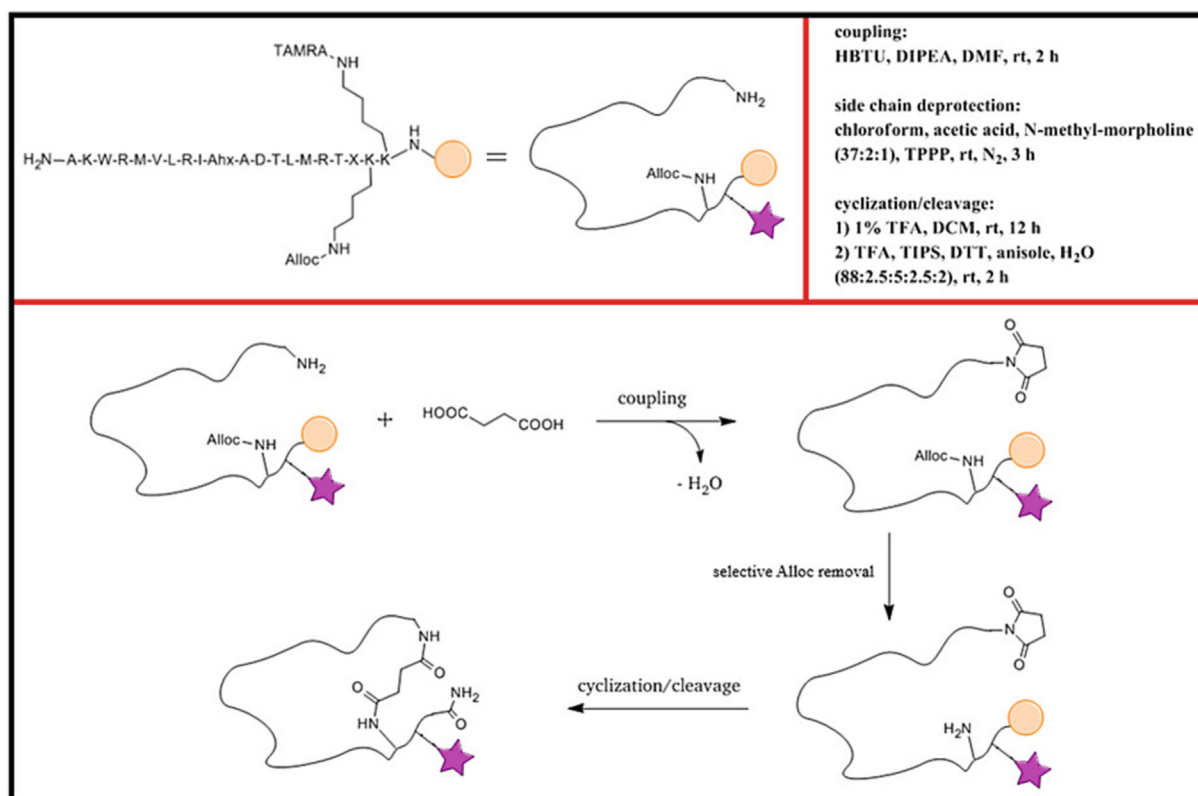 TAMRA
NH
H2N–A-K-W-R-M-V-L-R-I-Ahx-A-D-T-L-M-R-T-X-K-K
H
N
=
Alloc
NH
NH2
Alloc
NH
coupling:
HBTU, DIPEA, DMF, rt, 2 h
side chain deprotection:
chloroform, acetic acid, N-methyl-morpholine
(37:2:1), TPPP, rt, N2, 3 h
cyclization/cleavage:
1) 1% TFA, DCM, rt, 12 h
2) TFA, TIPS, DTT, anisole, H2O
(88:2.5:5:2.5:2), rt, 2 h
NH2
Alloc
NH
+
HOOC
COOH
coupling
- H2O
O
N
O
Alloc
NH
selective Alloc removal
O
N
O
H2N
cyclization/cleavage
NH
O
O
HN
NH2
O